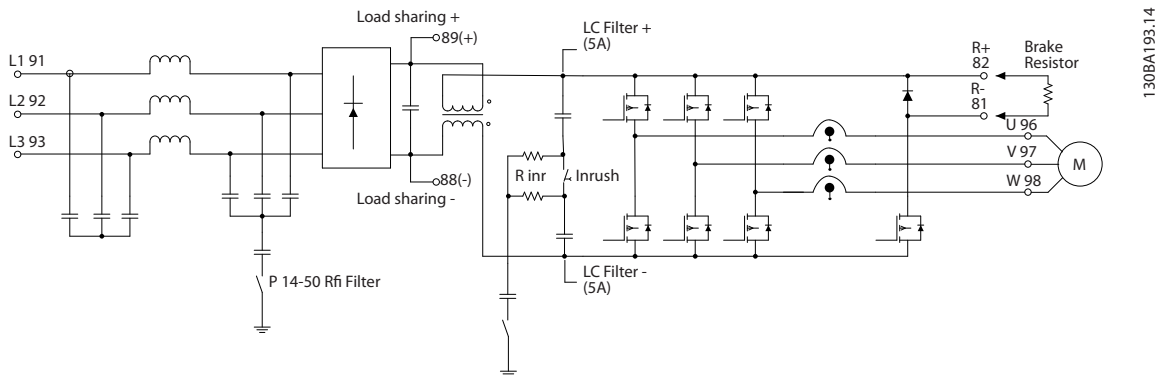 130BA193.14
Load sharing +
89(+)
LC Filter +
(5A)
R+
82
Brake
Resistor
L1 91
R-
81
L2 92
U 96
L3 93
V 97
M
R inr
Inrush
88(-)
W 98
Load sharing -
LC Filter -
(5A)
P 14-50 Rfi Filter